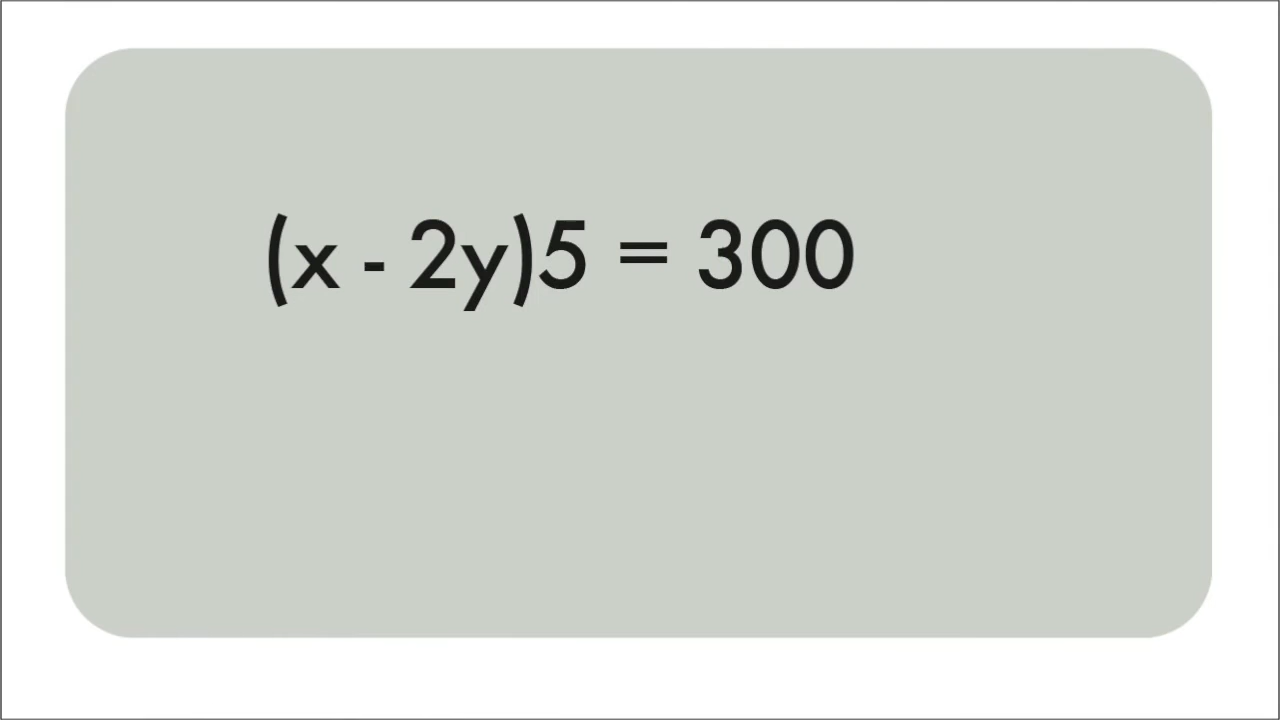 (x - 2y)5 = 300